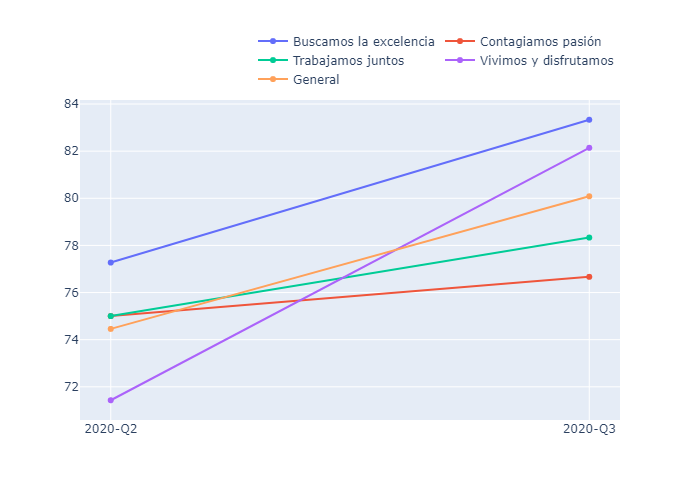 Buscamos la excelencia Contagiamos pasión
Trabajamos juntos Vivimos y disfrutamos
General
84
82
80
78
76
74
72
2020-Q2 2020-Q3